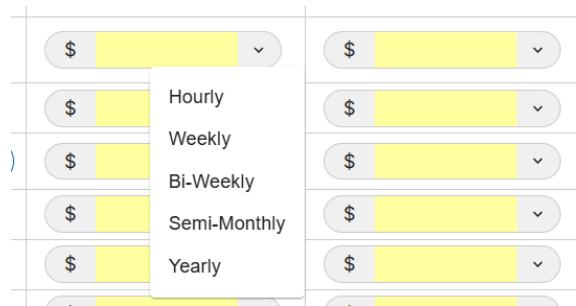 $ $
$ $
Hourly
Weekly
$ $
Bi-Weekly
$ $
Semi-Monthly
$ $
Yearly